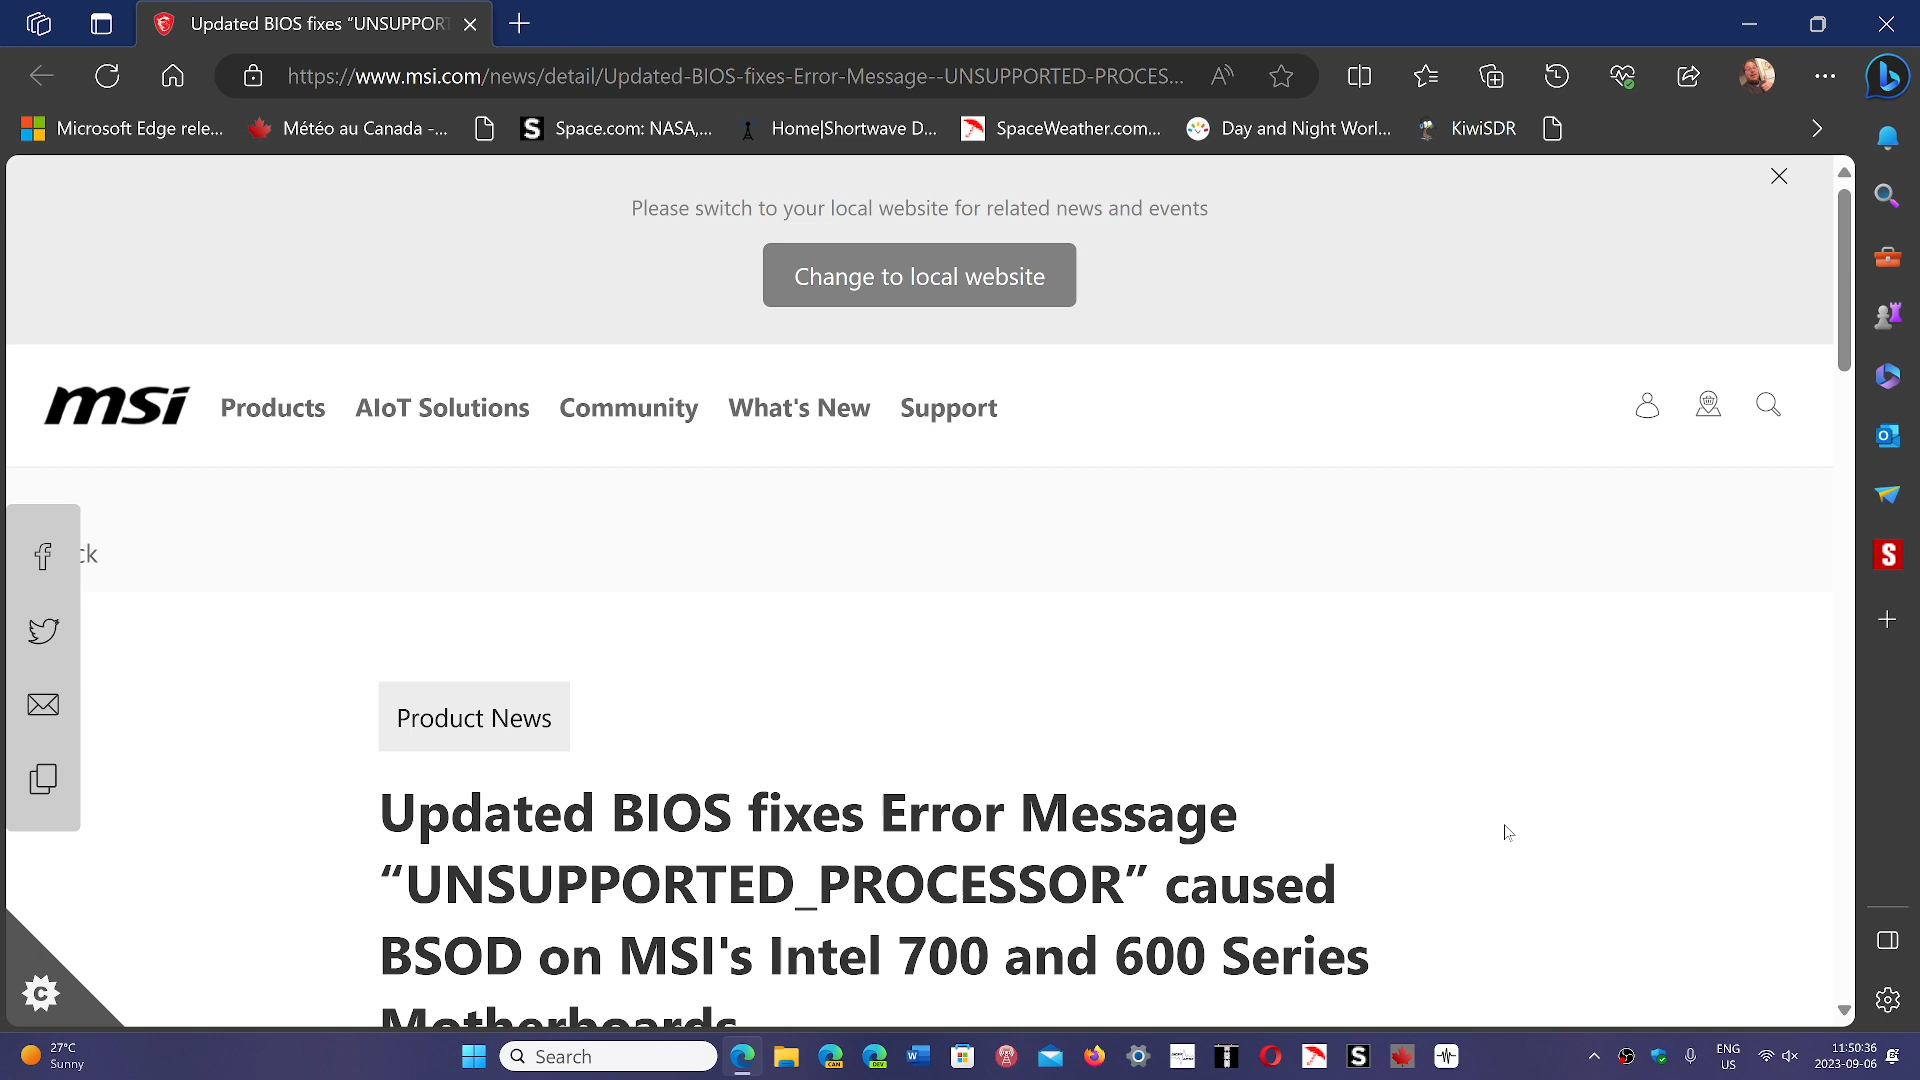 Updated BIOS fixes “UNSUPPORT
https://www.msi.com/news/detail/Updated-BIOS-fixes-Error-Message--UNSUPPORTED-PROCES...
Microsoft Edge rele... Météo au Canada -... S Space.com: NASA,... Home|Shortwave D... SpaceWeather.com... Day and Night Worl... KiwiSDR
Please switch to your local website for related news and events
Change to local website
msi Products AIoT Solutions Community What's New Support
ck
Product News
Updated BIOS fixes Error Message
“UNSUPPORTED_PROCESSOR” caused
BSOD on MSI's Intel 700 and 600 Series
Motherboards
27°C
Sunny
Search
CAN
DEV
ENG
US
11:50:36
2023-09-06